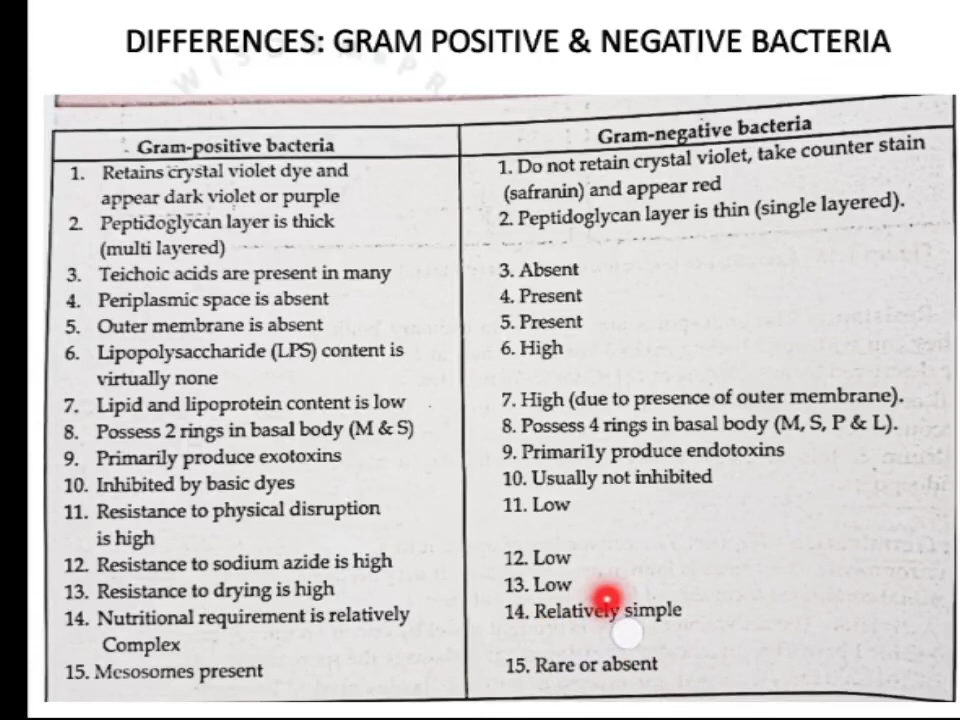 DIFFERENCES: GRAM POSITIVE & NEGATIVE BACTERIA
WISDOM PR
Gram-positive bacteria
1. Retains crystal violet dye and
appear dark violet or purple
2. Peptidoglycan layer is thick
(multi layered)
3. Teichoic acids are present in many
4. Periplasmic space is absent
5. Outer membrane is absent
6. Lipopolysaccharide (LPS) content is
virtually none
7. Lipid and lipoprotein content is low
8. Possess 2 rings in basal body (M & S)
9. Primarily produce exotoxins
10. Inhibited by basic dyes
11. Resistance to physical disruption
is high
12. Resistance to sodium azide is high
13. Resistance to drying is high
14. Nutritional requirement is relatively
Complex
15. Mesosomes present
Gram-negative bacteria
1. Do not retain crystal violet, take counter stain
(safranin) and appear red
2. Peptidoglycan layer is thin (single layered).
3. Absent
4. Present
5. Present
6. High
7. High (due to presence of outer membrane).
8. Possess 4 rings in basal body (M, S, P & L).
9. Primarily produce endotoxins
10. Usually not inhibited
11. Low
12. Low
13. Low
14. Relatively simple
15. Rare or absent